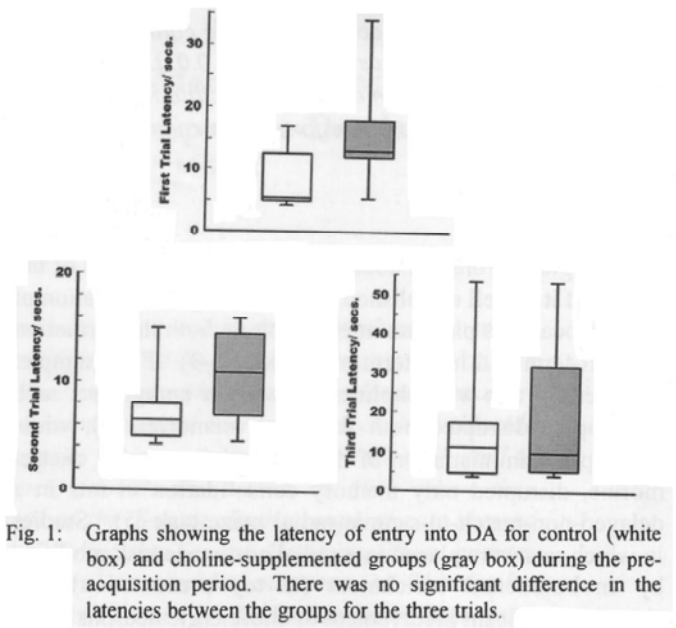 First Trial Latency/ secs.
30
20
10
0
Second Trial Latency/ secs.
20
10
0
Third Trial Latency/ secs.
50
40
30
20
10
0
Fig. 1: Graphs showing the latency of entry into DA for control (white
box) and choline-supplemented groups (gray box) during the pre-
acquisition period. There was no significant difference in the
latencies between the groups for the three trials.